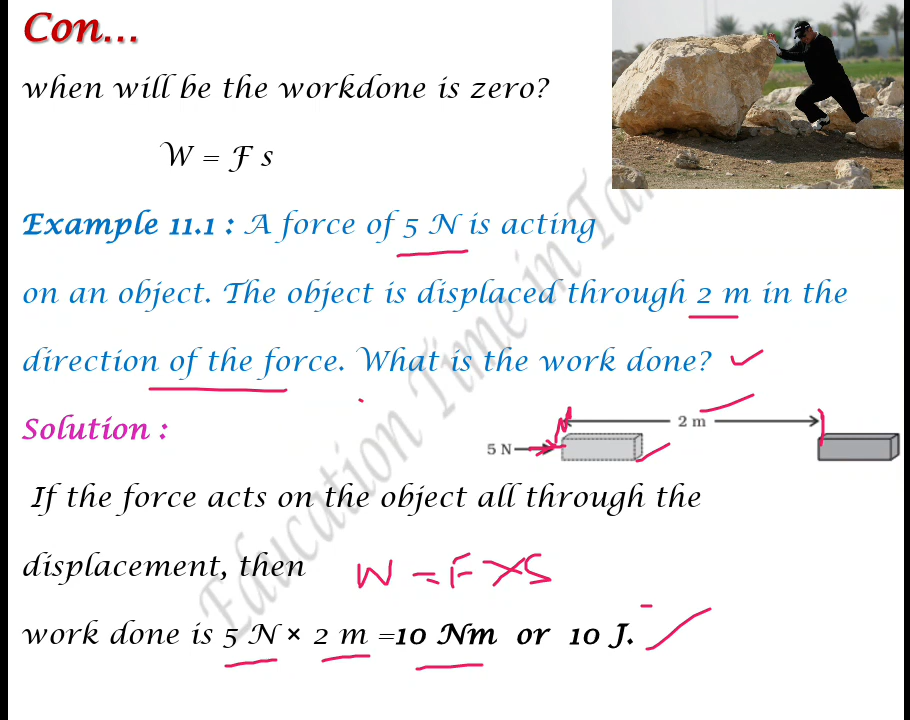 Con...
when will be the workdone is zero?
W = F s
Example 11.1 : A force of 5 N is acting
on an object. The object is displaced through 2 m in the
direction of the force. What is the work done?
Solution :
2 m
5 N
If the force acts on the object all through the
displacement, then
W = F × S
work done is 5 N × 2 m =10 Nm or 10 J.
Education Time in